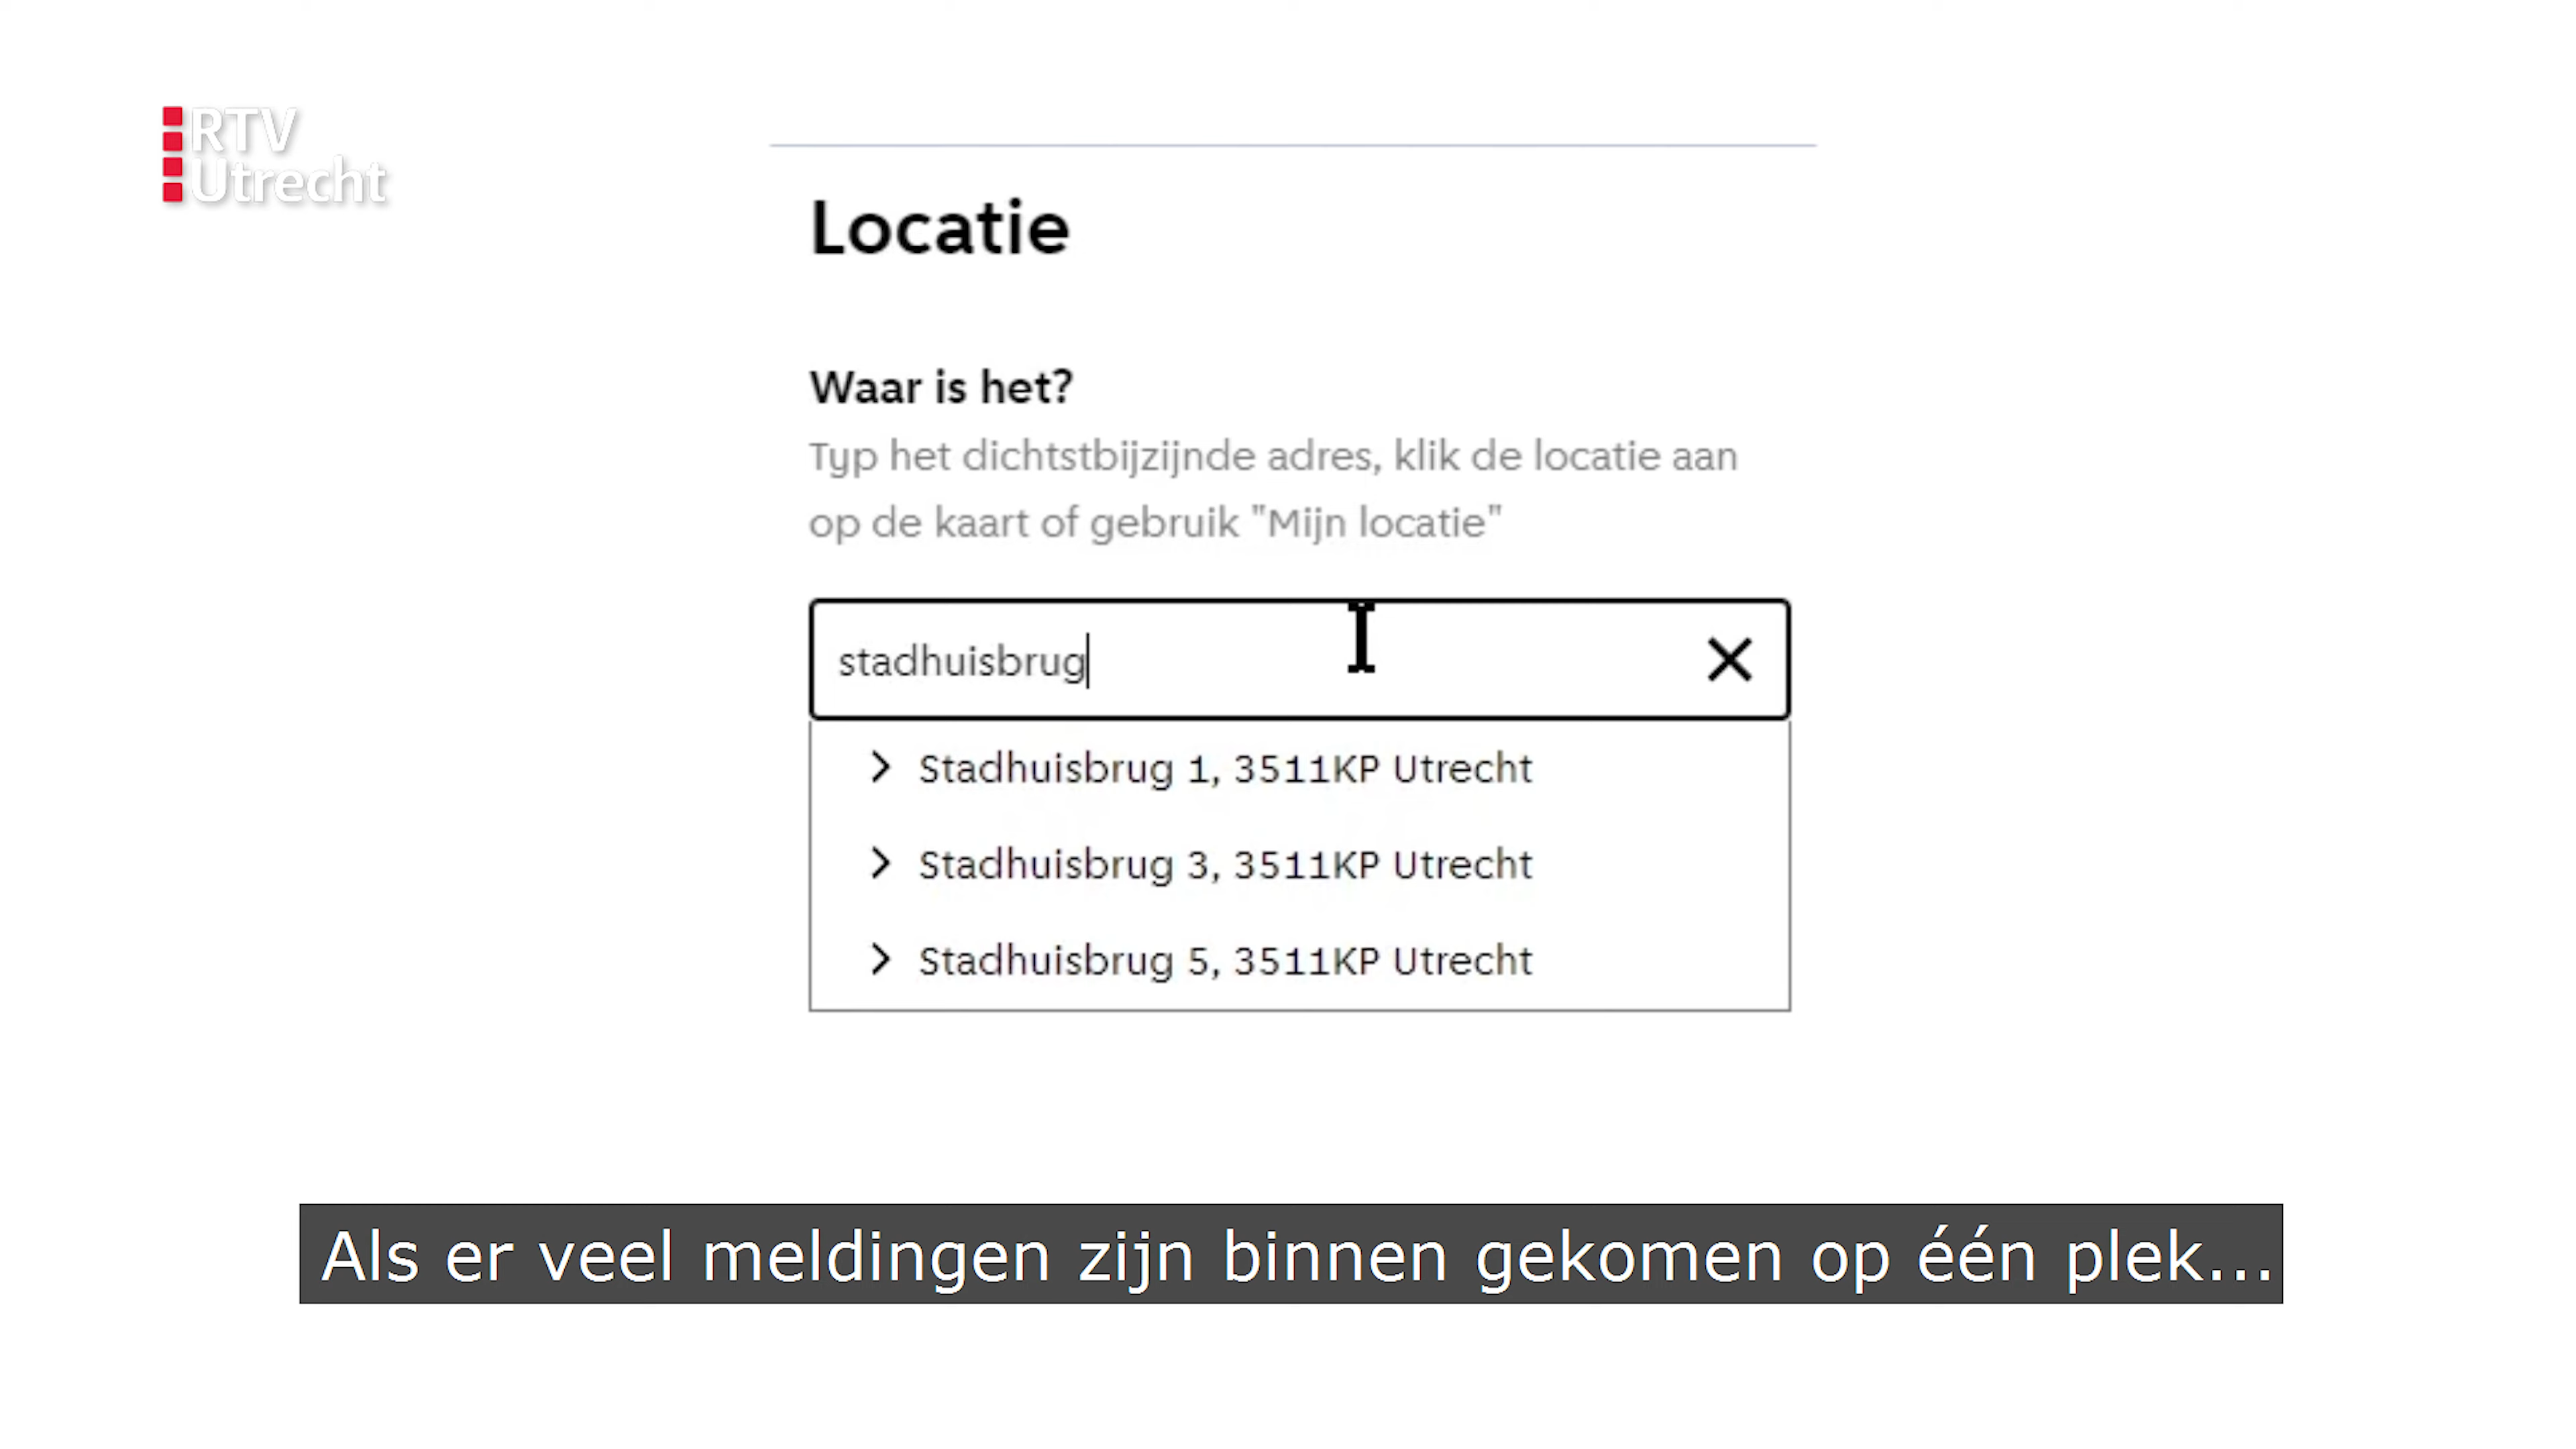 RTV
Utrecht
Locatie
Waar is het?
Typ het dichtstbijzijnde adres, klik de locatie aan
op de kaart of gebruik "Mijn locatie"
stadhuisbrug
Stadhuisbrug 1, 3511KP Utrecht
Stadhuisbrug 3, 3511KP Utrecht
Stadhuisbrug 5, 3511KP Utrecht
Als er veel meldingen zijn binnen gekomen op één plek...